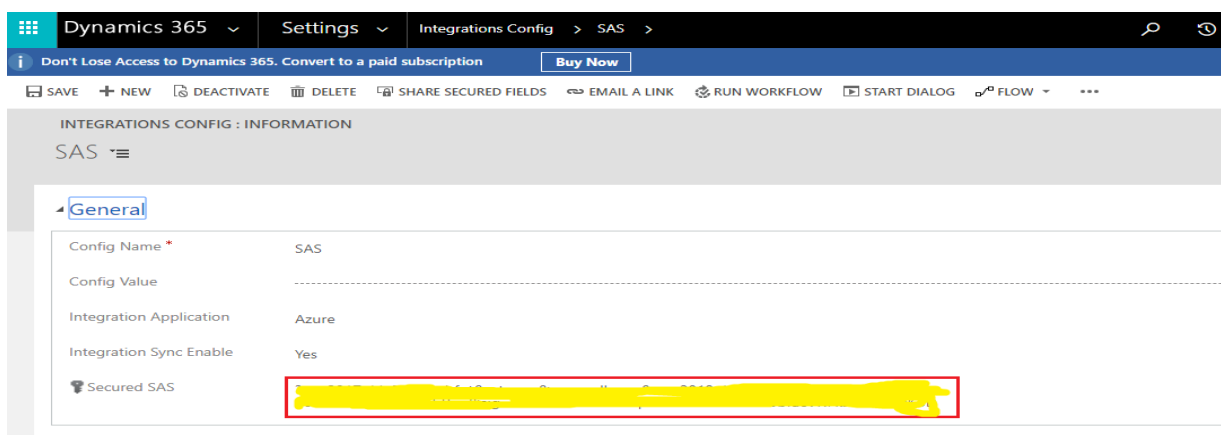 Dynamics 365 Settings Integrations Config > SAS >
Don't Lose Access to Dynamics 365. Convert to a paid subscription Buy Now
SAVE + NEW DEACTIVATE DELETE SHARE SECURED FIELDS EMAIL A LINK RUN WORKFLOW START DIALOG FLOW ...
INTEGRATIONS CONFIG : INFORMATION
SAS
General
Config Name * SAS
Config Value
Integration Application Azure
Integration Sync Enable Yes
Secured SAS